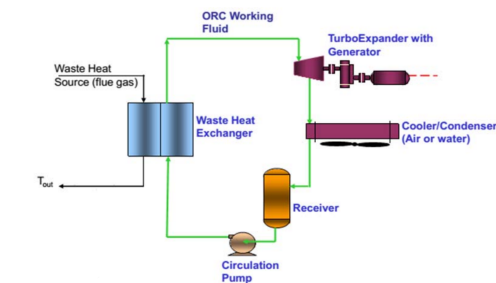 ORC Working
Fluid
TurboExpander with
Generator
Waste Heat
Source (flue gas)
Waste Heat
Exchanger
Cooler/Condenser
(Air or water)
Tout
Receiver
Circulation
Pump